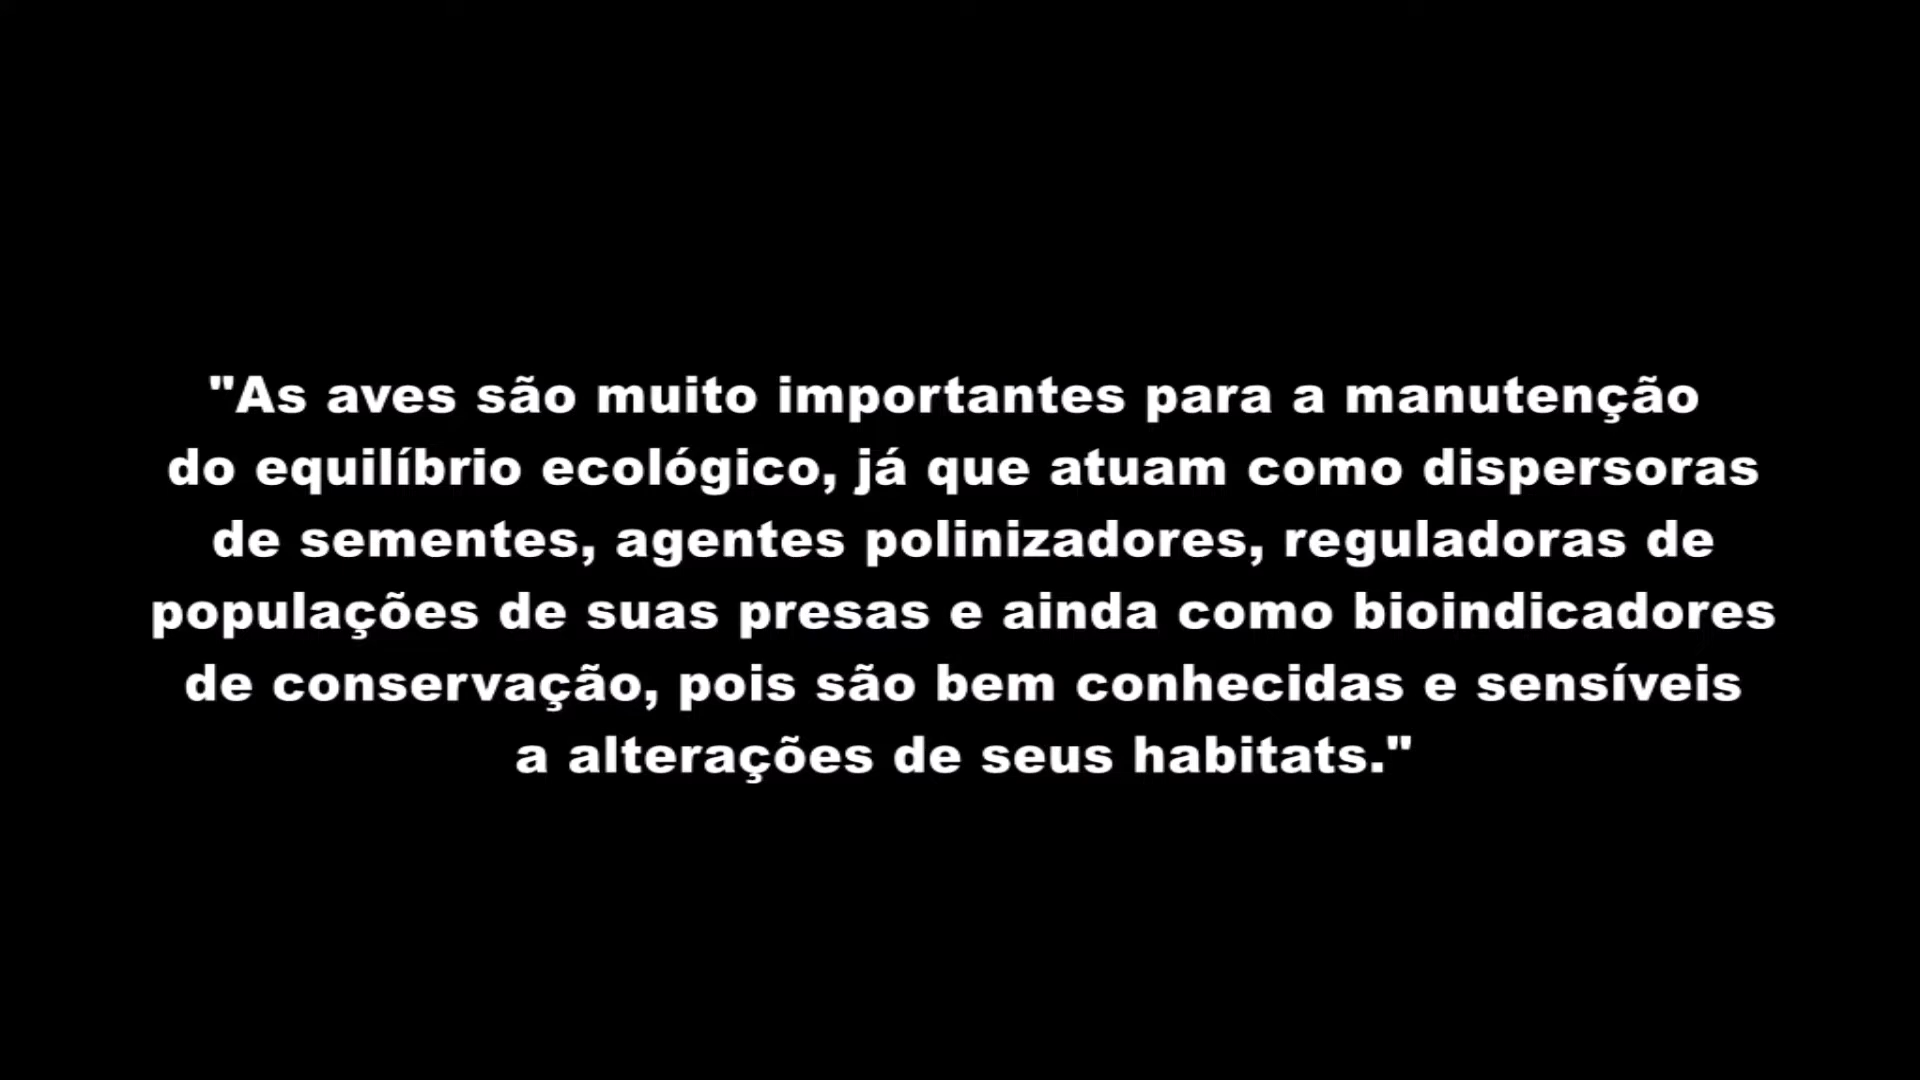 "As aves são muito importantes para a manutenção
do equilíbrio ecológico, já que atuam como dispersoras
de sementes, agentes polinizadores, reguladoras de
populações de suas presas e ainda como bioindicadores
de conservação, pois são bem conhecidas e sensíveis
a alterações de seus habitats."